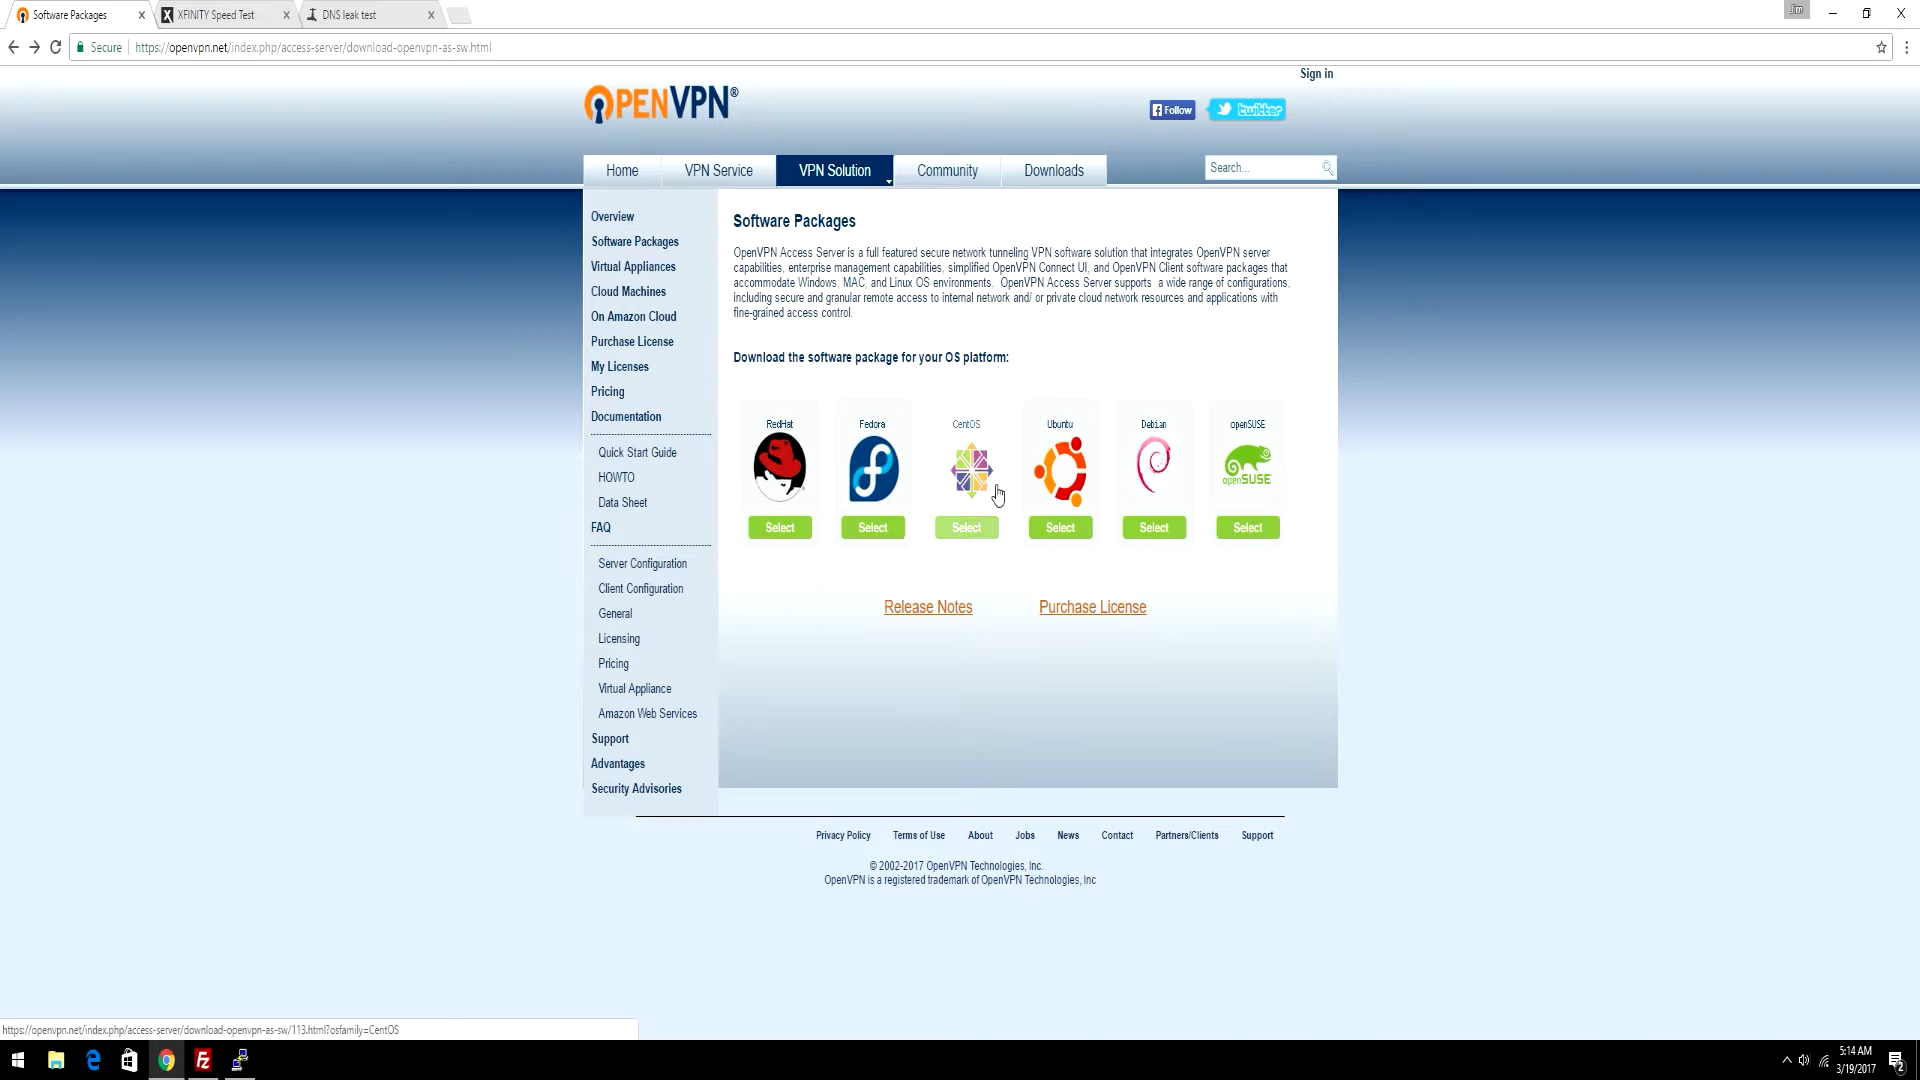 Software Packages
XFINITY Speed Test
DNS leak test
Jim
Secure
https://openvpn.net/index.php/access-server/download-openvpn-as-sw.html
Sign in
OPENVPN®
Follow
twitter
Home
VPN Service
VPN Solution
Community
Downloads
Search...
Overview
Software Packages
Virtual Appliances
Cloud Machines
On Amazon Cloud
Purchase License
My Licenses
Pricing
Documentation
Quick Start Guide
HOWTO
Data Sheet
FAQ
Server Configuration
Client Configuration
General
Licensing
Pricing
Virtual Appliance
Amazon Web Services
Support
Advantages
Security Advisories
Software Packages
OpenVPN Access Server is a full featured secure network tunneling VPN software solution that integrates OpenVPN server
capabilities, enterprise management capabilities, simplified OpenVPN Connect UI, and OpenVPN Client software packages that
accommodate Windows, MAC, and Linux OS environments. OpenVPN Access Server supports a wide range of configurations,
including secure and granular remote access to internal network and/ or private cloud network resources and applications with
fine-grained access control.
Download the software package for your OS platform:
RedHat
Fedora
CentOS
Ubuntu
Debian
openSUSE
openSUSE
Select
Select
Select
Select
Select
Select
Release Notes
Purchase License
Privacy Policy
Terms of Use
About
Jobs
News
Contact
Partners/Clients
Support
© 2002-2017 OpenVPN Technologies, Inc.
OpenVPN is a registered trademark of OpenVPN Technologies, Inc
https://openvpn.net/index.php/access-server/download-openvpn-as-sw/113.html?osfamily=CentOS
5:14 AM
3/19/2017
2